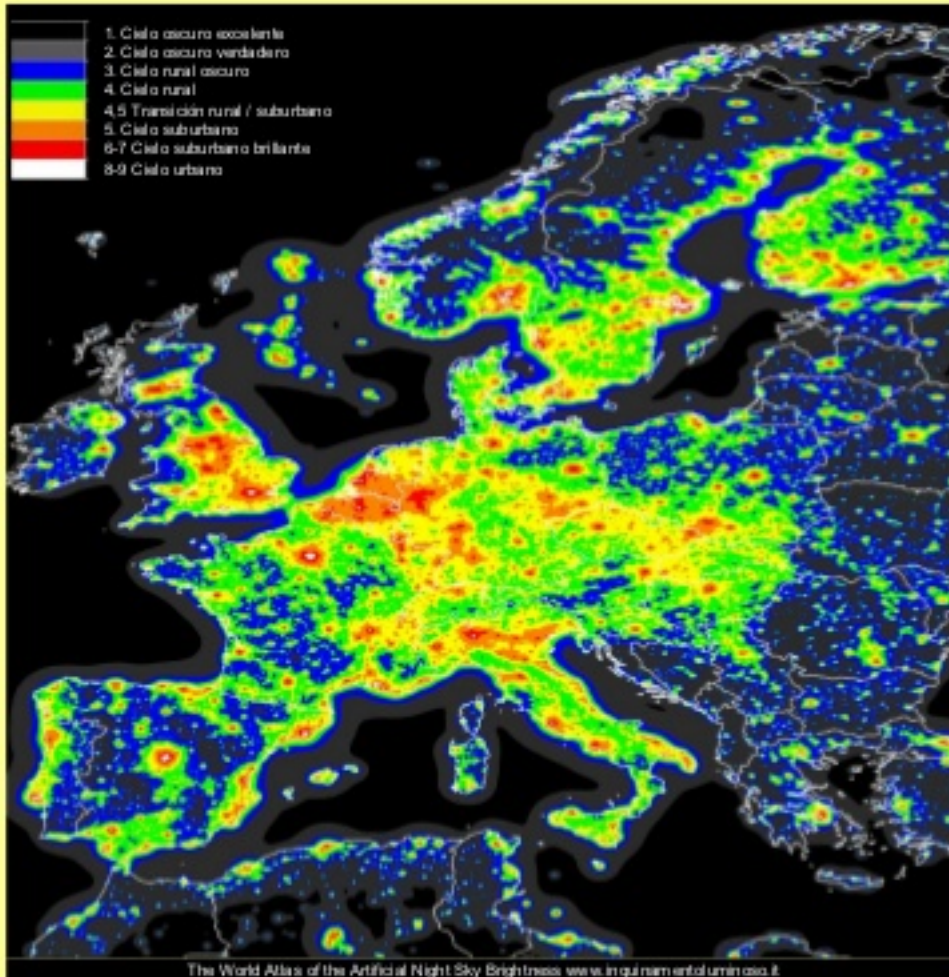 1. Cielo oscuro excelente
2. Cielo oscuro verdadero
3. Cielo rural oscuro
4. Cielo rural
4,5 Transición rural / suburbano
5. Cielo suburbano
6-7 Cielo suburbano brillante
8-9 Cielo urbano
The World Atlas of the Artificial Night Sky Brightness www.inquinamentoluminoso.it